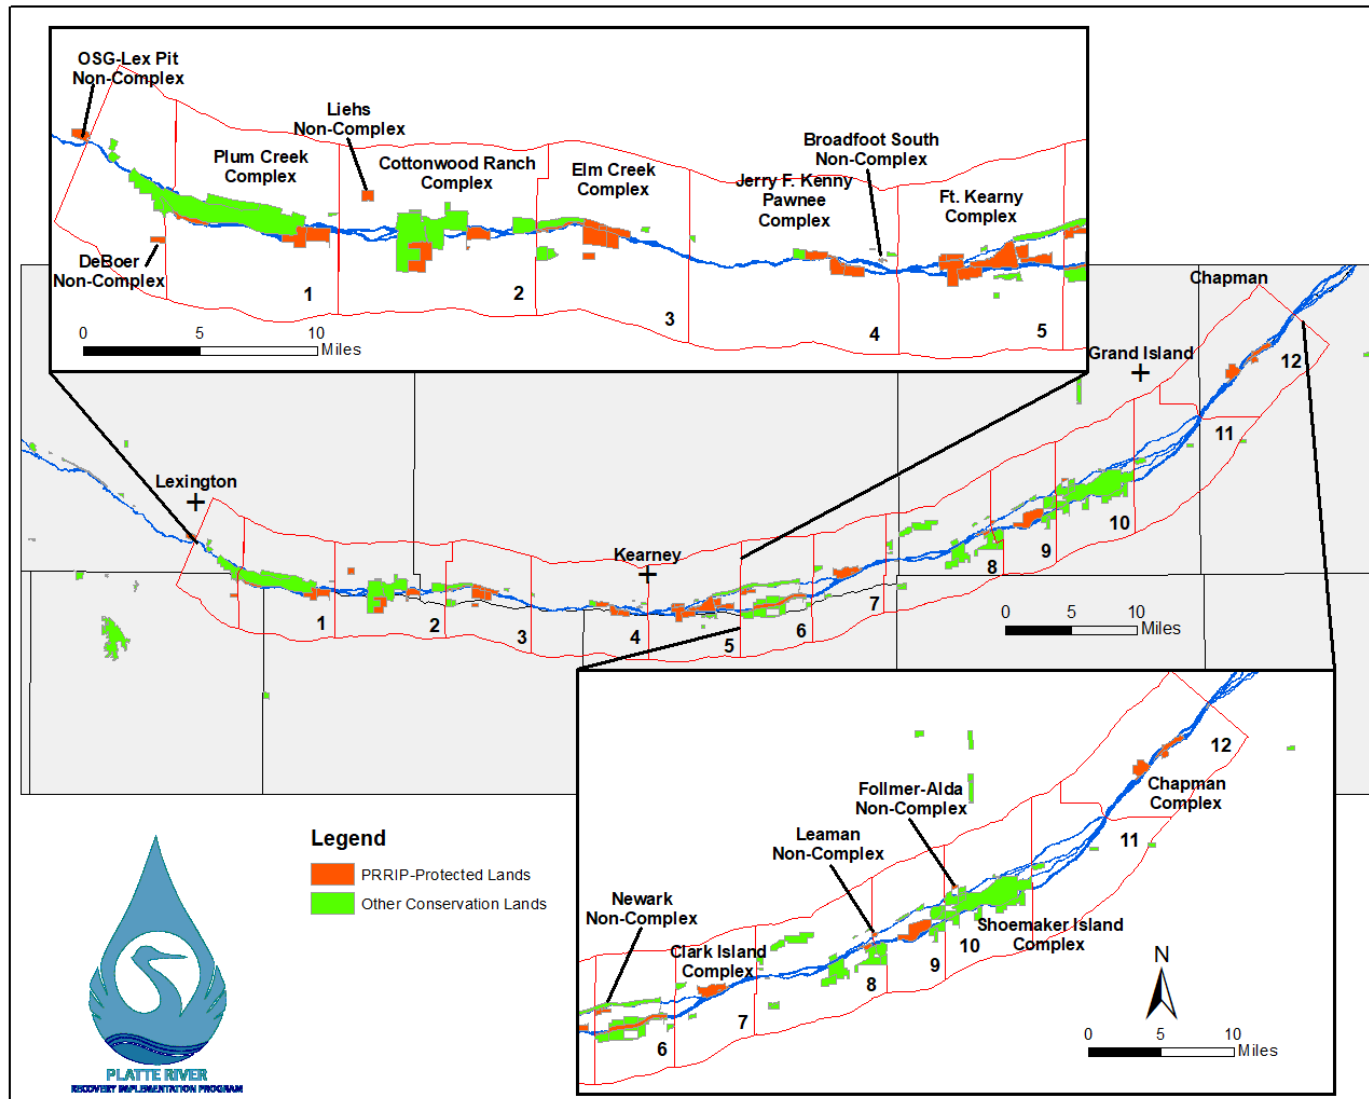 OSG-Lex Pit
Non-Complex
Liehs
Non-Complex
Plum Creek
Complex
Cottonwood Ranch
Complex
Elm Creek
Complex
Broadfoot South
Non-Complex
Jerry F. Kenny
Pawnee
Complex
Ft. Kearny
Complex
DeBoer
Non-Complex
1
2
3
4
5
0 5 10
Miles
Chapman
Grand Island
12
11
Lexington
Kearney
10
9
8
7
6
5
4
3
2
1
0 5 10
Miles
Legend
PRRIP-Protected Lands
Other Conservation Lands
PLATTE RIVER
RECOVERY IMPLEMENTATION PROGRAM
12
Chapman
Complex
11
Follmer-Alda
Non-Complex
Leaman
Non-Complex
Newark
Non-Complex
Clark Island
Complex
Shoemaker Island
Complex
10
9
8
7
6
N
0 5 10
Miles